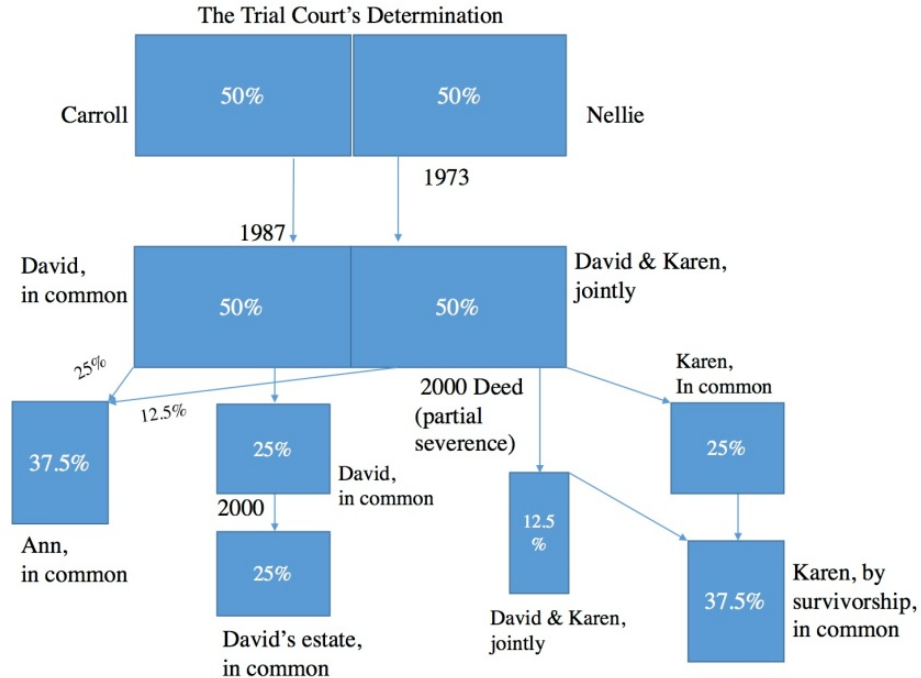 The Trial Court's Determination
50%
50%
Carroll
Nellie
1973
1987
David,
in common
David & Karen,
jointly
50%
50%
25%
12.5%
2000 Deed
(partial
severence)
Karen,
In common
37.5%
25%
25%
David,
in common
2000
12.5
%
Ann,
in common
25%
37.5%
Karen, by
survivorship,
in common
David's estate,
in common
David & Karen,
jointly